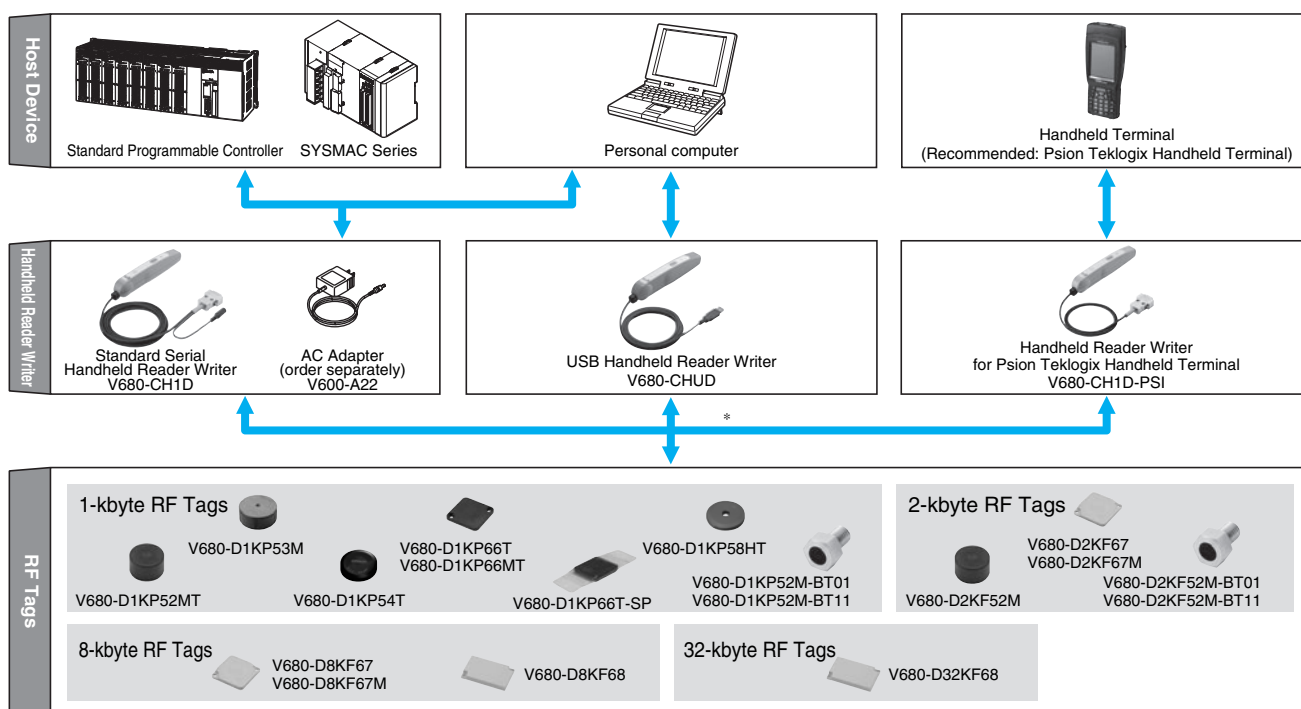 Host Device
Standard Programmable Controller
SYSMAC Series
Personal computer
Handheld Terminal
(Recommended: Psion Teklogix Handheld Terminal)
Handheld Reader Writer
Standard Serial
Handheld Reader Writer
V680-CH1D
AC Adapter
(order separately)
V600-A22
USB Handheld Reader Writer
V680-CHUD
Handheld Reader Writer
for Psion Teklogix Handheld Terminal
V680-CH1D-PSI
*
RF Tags
1-kbyte RF Tags
V680-D1KP53M
V680-D1KP66T
V680-D1KP66MT
V680-D1KP58HT
V680-D1KP52MT
V680-D1KP54T
V680-D1KP66T-SP
V680-D1KP52M-BT01
V680-D1KP52M-BT11
2-kbyte RF Tags
V680-D2KF67
V680-D2KF67M
V680-D2KF52M
V680-D2KF52M-BT01
V680-D2KF52M-BT11
8-kbyte RF Tags
V680-D8KF67
V680-D8KF67M
V680-D8KF68
32-kbyte RF Tags
V680-D32KF68